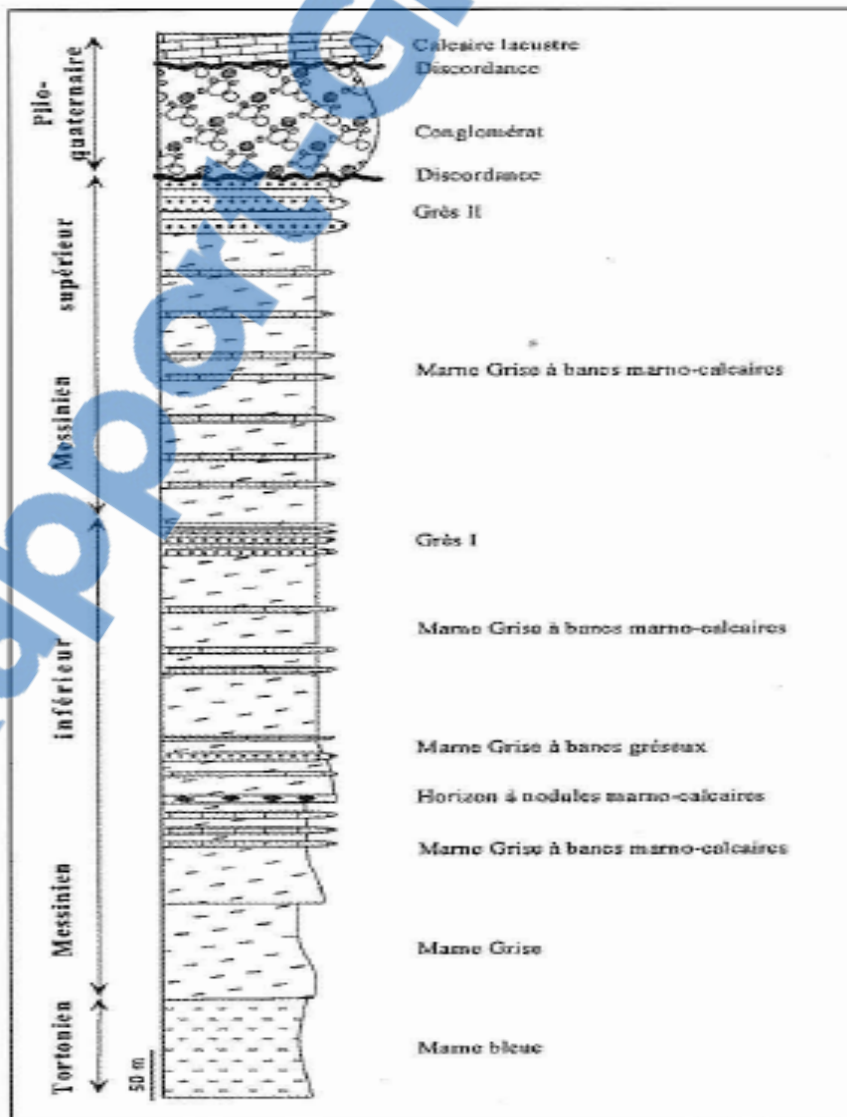 Calcaire lacustre
Discordance
Conglomérat
Discordance
Grès II
Marne Grise à bancs marno-calcaires
Grès I
Marne Grise à bancs marno-calcaires
Marne Grise à bancs gréseux
Horizon à nodules marno-calcaires
Marne Grise à bancs marno-calcaires
Marne Grise
Marne bleue
Plio-
quaternaire
Messinien supérieur
Messinien inférieur
Tortonien
50 m